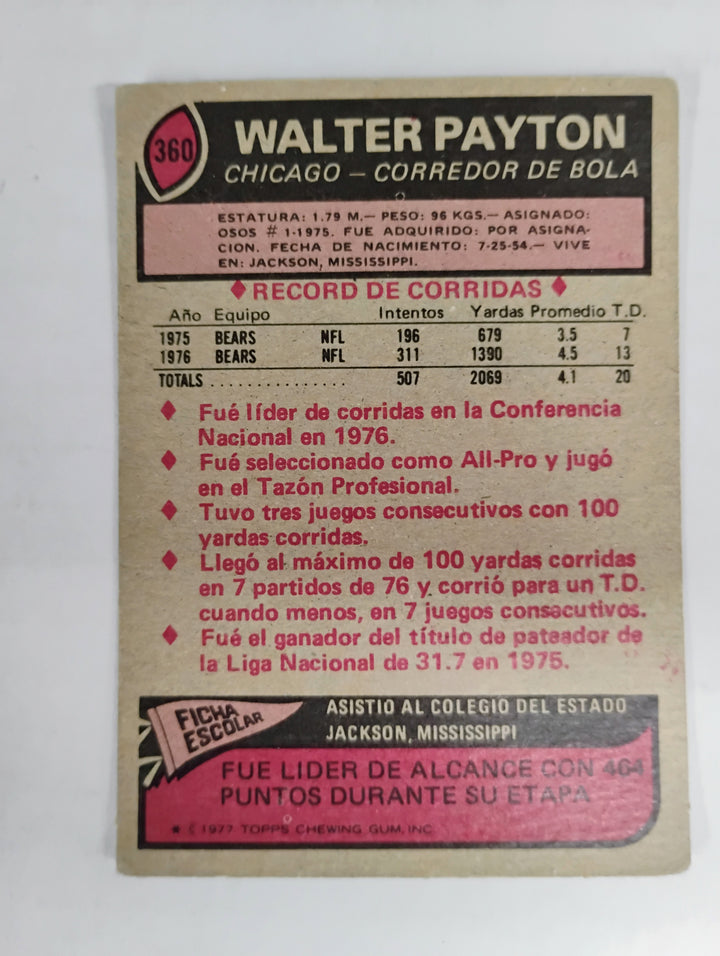 360
WALTER PAYTON
CHICAGO — CORREDOR DE BOLA
ESTATURA: 1.79 M.— PESO: 96 KGS.— ASIGNADO:
OSOS # 1-1975. FUE ADQUIRIDO: POR ASIGNA-
CION. FECHA DE NACIMIENTO: 7-25-54.— VIVE
EN: JACKSON, MISSISSIPPI.
♦ RECORD DE CORRIDAS ♦
Año Equipo Intentos Yardas Promedio T.D.
1975 BEARS NFL 196 679 3.5 7
1976 BEARS NFL 311 1390 4.5 13
TOTALS ................ 507 2069 4.1 20
♦ Fué líder de corridas en la Conferencia
Nacional en 1976.
♦ Fué seleccionado como All-Pro y jugó
en el Tazón Profesional.
♦ Tuvo tres juegos consecutivos con 100
yardas corridas.
♦ Llegó al máximo de 100 yardas corridas
en 7 partidos de 76 y corrió para un T.D.
cuando menos, en 7 juegos consecutivos.
♦ Fué el ganador del título de pateador de
la Liga Nacional de 31.7 en 1975.
FICHA
ESCOLAR
ASISTIO AL COLEGIO DEL ESTADO
JACKSON, MISSISSIPPI
FUE LIDER DE ALCANCE CON 464
PUNTOS DURANTE SU ETAPA
* © 1977 TOPPS CHEWING GUM, INC.